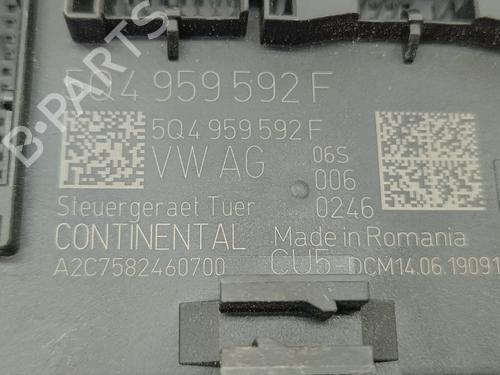 5Q4 959 592 F
5Q4 959 592 F
VW AG
06S
006
Steuergeraet Tuer
0246
CONTINENTAL
Made in Romania
A2C7582460700
CU5-DCM14.06.19091
B-PARTS